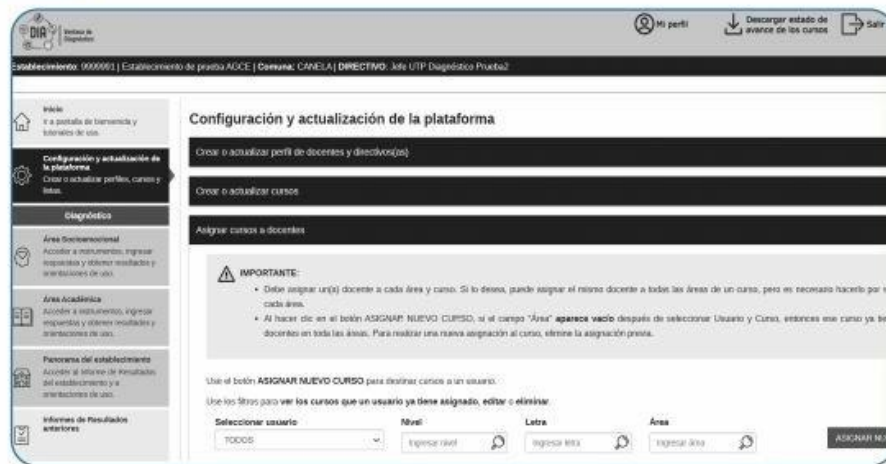 DIA
Ventana de
Diagnóstico
Mi perfil
Descargar estado de
avance de los cursos
Salir
Establecimiento: 9999991 | Establecimiento de prueba AGCE | Comuna: CANELA | DIRECTIVO: Jefe UTP Diagnóstico Prueba2
Inicio
Ir a pantalla de bienvenida y
tutoriales de uso.
Configuración y actualización de
la plataforma
Crear o actualizar perfiles, cursos y
listas.
Diagnóstico
Área Socioemocional
Acceder a instrumentos, ingresar
respuestas y obtener resultados y
orientaciones de uso.
Área Académica
Acceder a instrumentos, ingresar
respuestas y obtener resultados y
orientaciones de uso.
Panorama del establecimiento
Acceder al Informe de Resultados
del establecimiento y a
orientaciones de uso.
Informes de Resultados
anteriores
Configuración y actualización de la plataforma
Crear o actualizar perfil de docentes y directivos(as)
Crear o actualizar cursos
Asignar cursos a docentes
IMPORTANTE:
• Debe asignar un(a) docente a cada área y curso. Si lo desea, puede asignar el mismo docente a todas las áreas de un curso, pero es necesario hacerlo por
cada área.
• Al hacer clic en el botón ASIGNAR NUEVO CURSO, si el campo "Área" aparece vacío después de seleccionar Usuario y Curso, entonces ese curso ya
docentes en toda las áreas. Para realizar una nueva asignación al curso, elimine la asignación previa.
Use el botón ASIGNAR NUEVO CURSO para destinar cursos a un usuario.
Use los filtros para ver los cursos que un usuario ya tiene asignado, editar o eliminar.
Seleccionar usuario Nivel Letra Área
TODOS Ingresar nivel Ingresar letra Ingresar área ASIGNAR